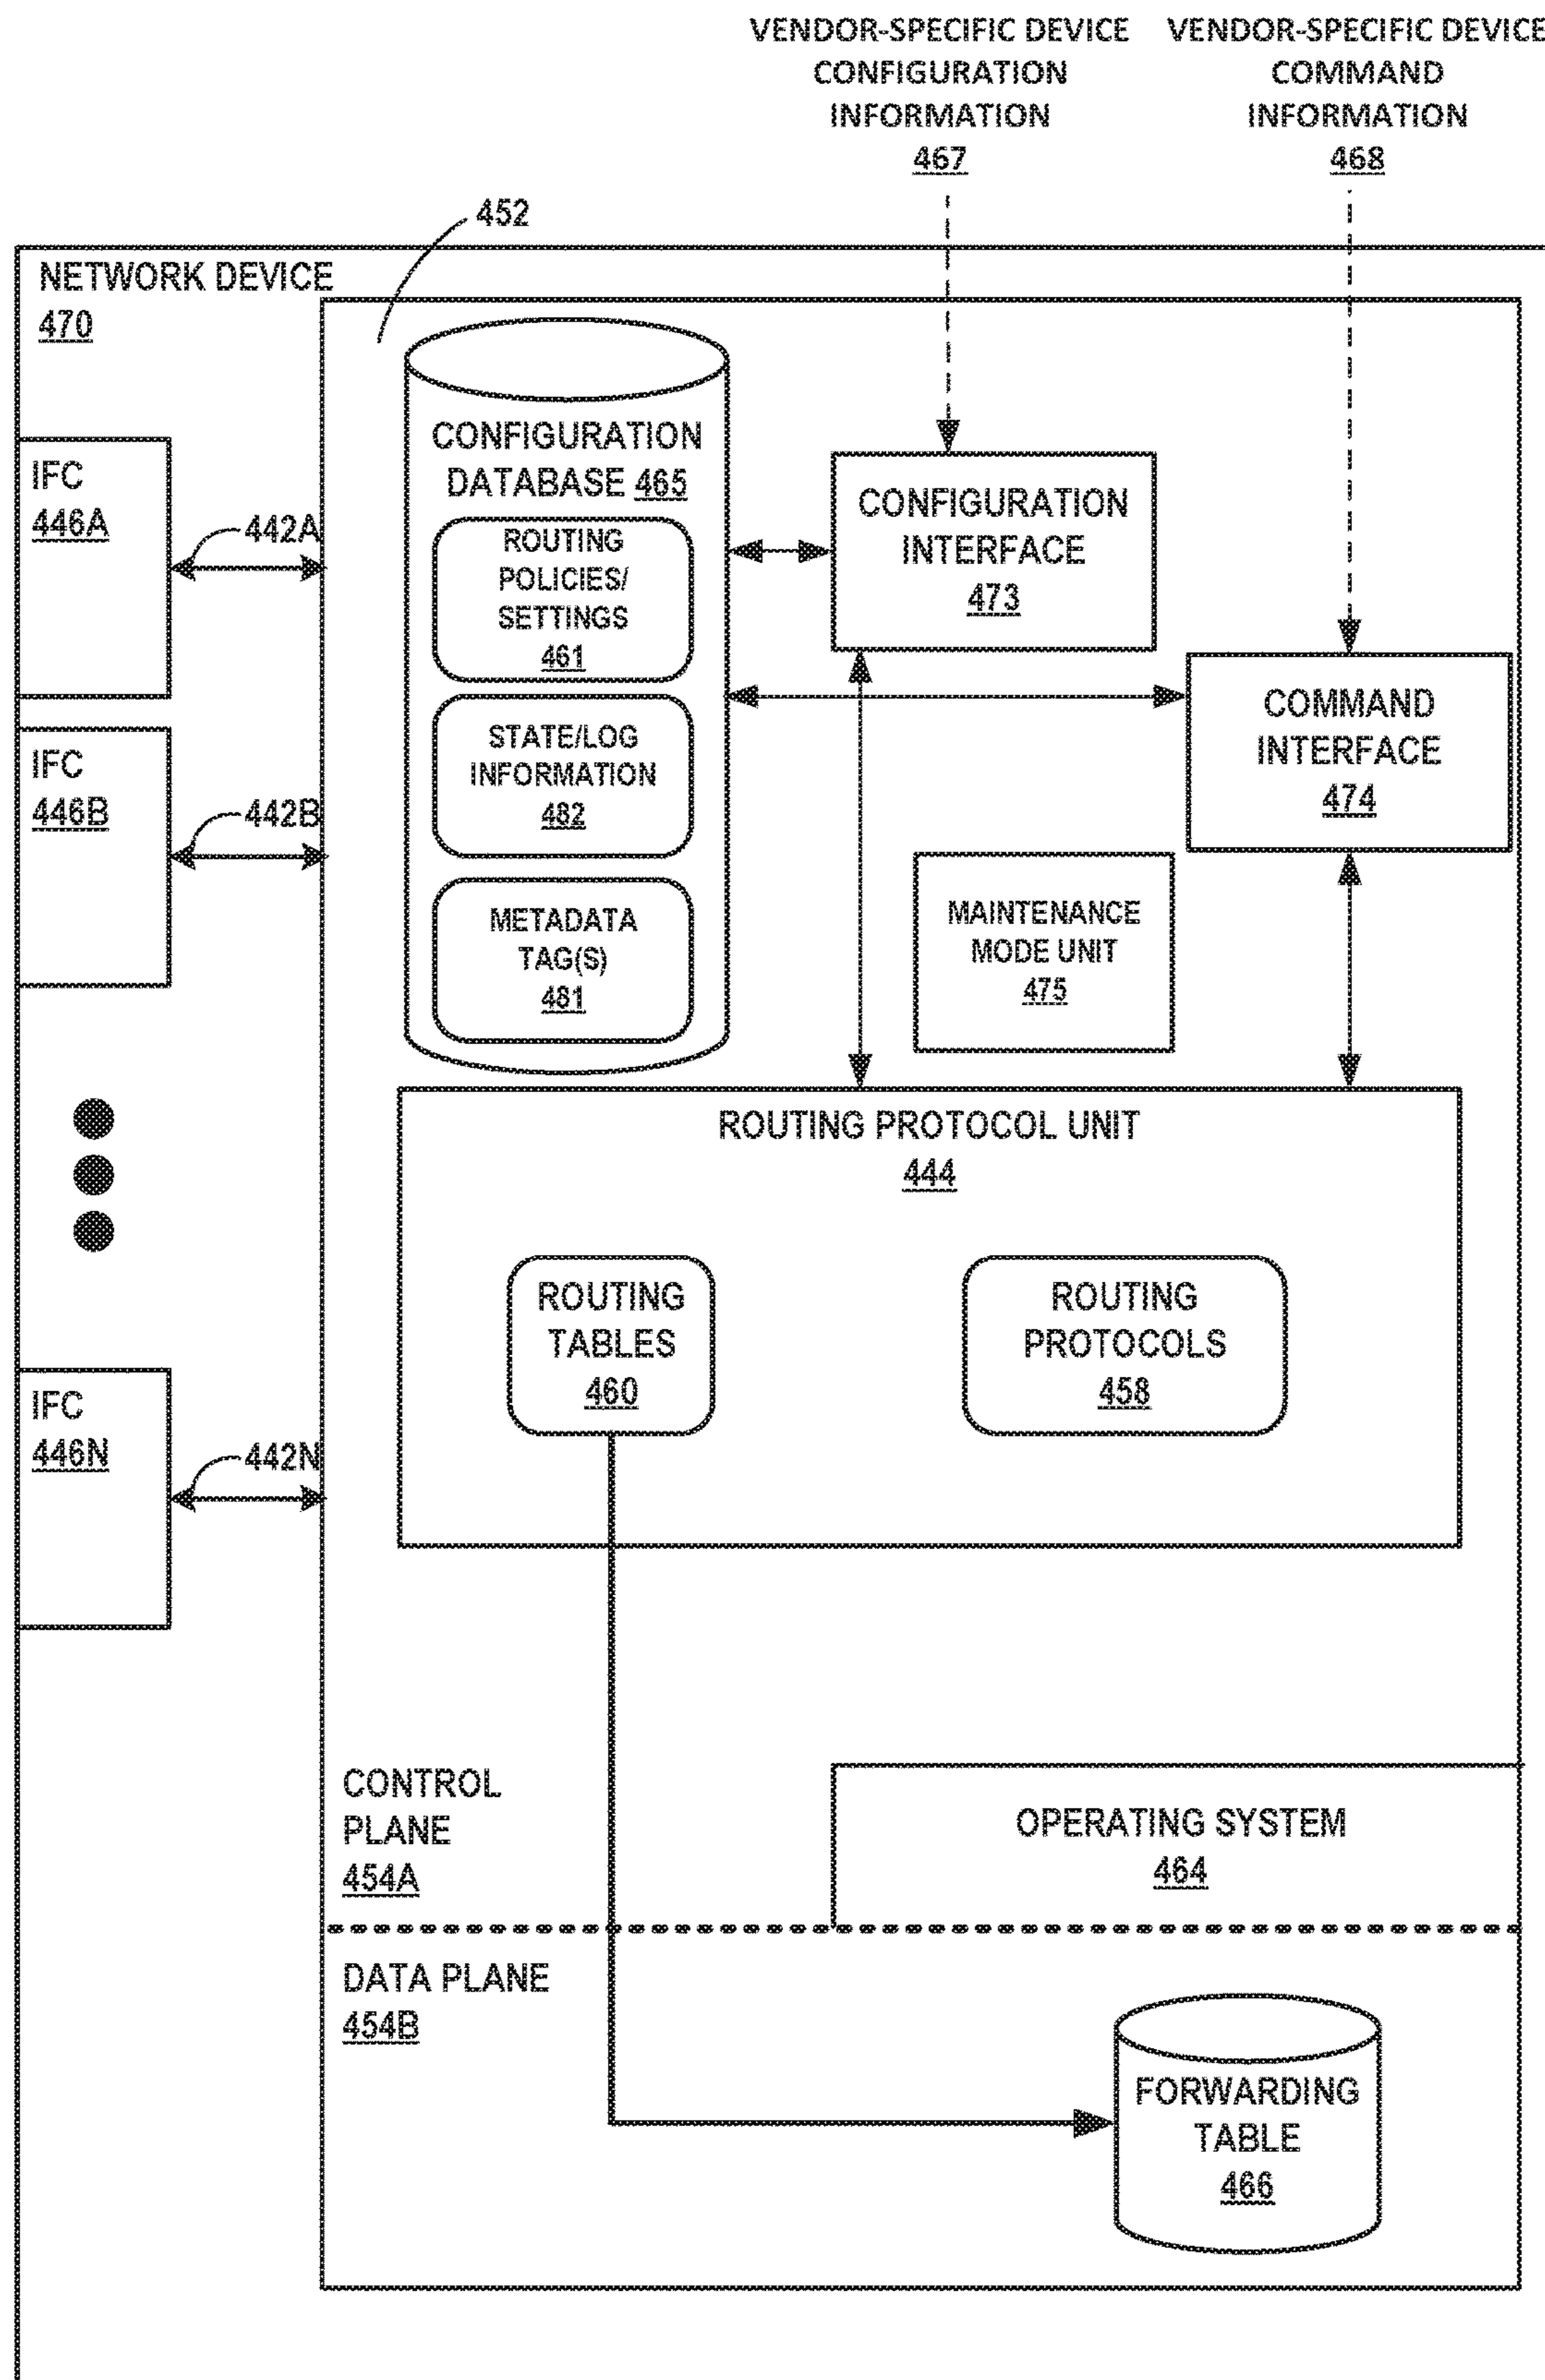 VENDOR-SPECIFIC DEVICE
CONFIGURATION
INFORMATION
467
VENDOR-SPECIFIC DEVICE
COMMAND
INFORMATION
468
452
NETWORK DEVICE
470
CONFIGURATION
DATABASE 465
ROUTING
POLICIES/
SETTINGS
461
STATE/LOG
INFORMATION
482
METADATA
TAG(S)
481
CONFIGURATION
INTERFACE
473
COMMAND
INTERFACE
474
MAINTENANCE
MODE UNIT
475
IFC
446A
442A
IFC
446B
442B
IFC
446N
442N
ROUTING PROTOCOL UNIT
444
ROUTING
TABLES
460
ROUTING
PROTOCOLS
458
CONTROL
PLANE
454A
OPERATING SYSTEM
464
DATA PLANE
454B
FORWARDING
TABLE
466